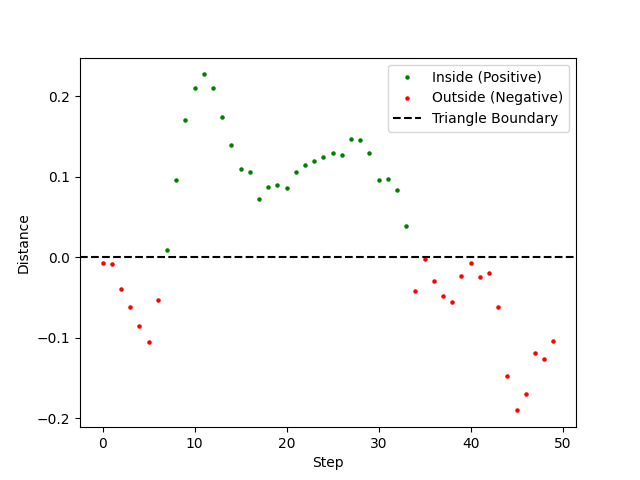 Inside (Positive)
Outside (Negative)
Triangle Boundary
0.2
0.1
0.0
−0.1
−0.2
Distance
0 10 20 30 40 50
Step